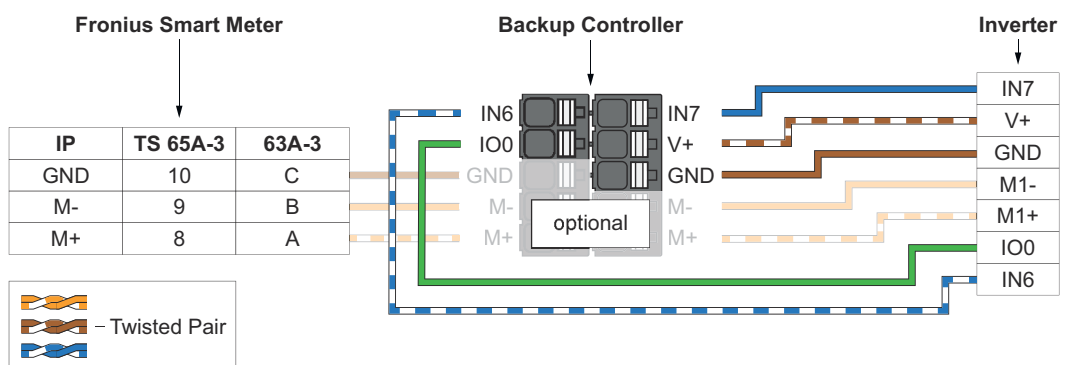 Fronius Smart Meter
Backup Controller
Inverter
IP TS 65A-3 63A-3
GND 10 C
M- 9 B
M+ 8 A
IN6 IN7
IO0 V+
GND GND
M- M-
M+ M+
optional
IN7
V+
GND
M1-
M1+
IO0
IN6
Twisted Pair